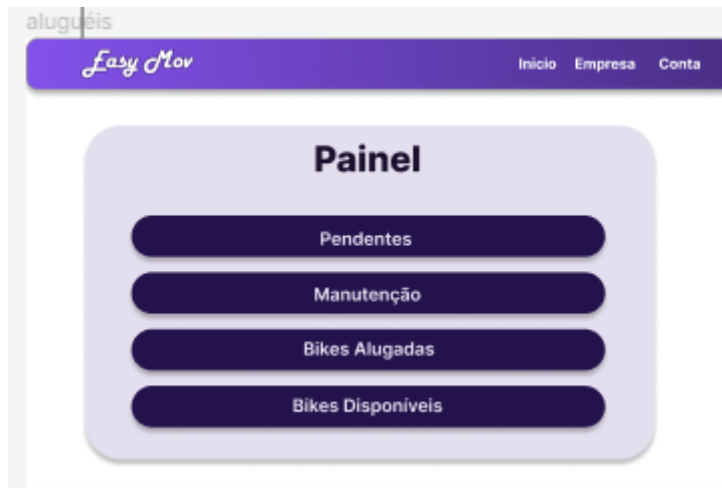 aluguéis
Easy Mov
Inicio Empresa Conta
Painel
Pendentes
Manutenção
Bikes Alugadas
Bikes Disponíveis